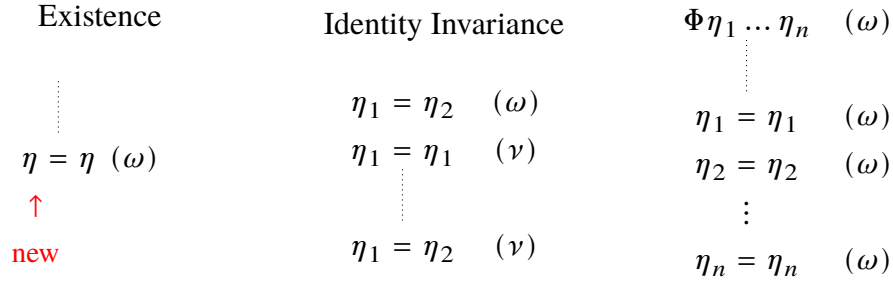 Existence
η = η (ω)
↑
new
Identity Invariance
η₁ = η₂ (ω)
η₁ = η₁ (ν)
η₁ = η₂ (ν)
Φη₁ … ηₙ (ω)
η₁ = η₁ (ω)
η₂ = η₂ (ω)
⋮
ηₙ = ηₙ (ω)